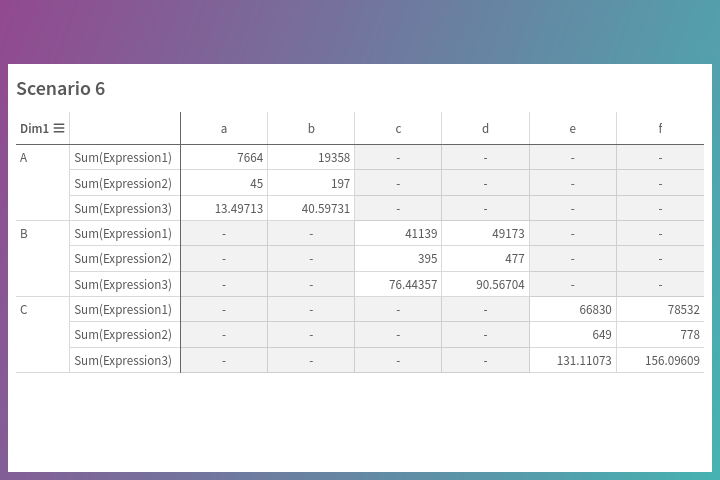 Scenario 6
Dim1 a b c d e f
A Sum(Expression1) 7664 19358 - - - -
Sum(Expression2) 45 197 - - - -
Sum(Expression3) 13.49713 40.59731 - - - -
B Sum(Expression1) - - 41139 49173 - -
Sum(Expression2) - - 395 477 - -
Sum(Expression3) - - 76.44357 90.56704 - -
C Sum(Expression1) - - - - 66830 78532
Sum(Expression2) - - - - 649 778
Sum(Expression3) - - - - 131.11073 156.09609